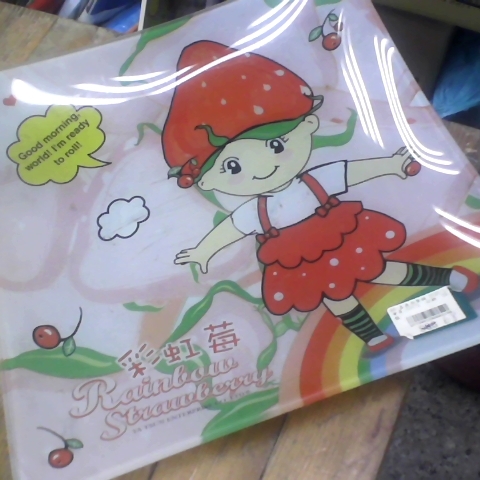 Good morning,
world! I'm ready
to roll!
彩虹莓
Rainbow
Strawberry